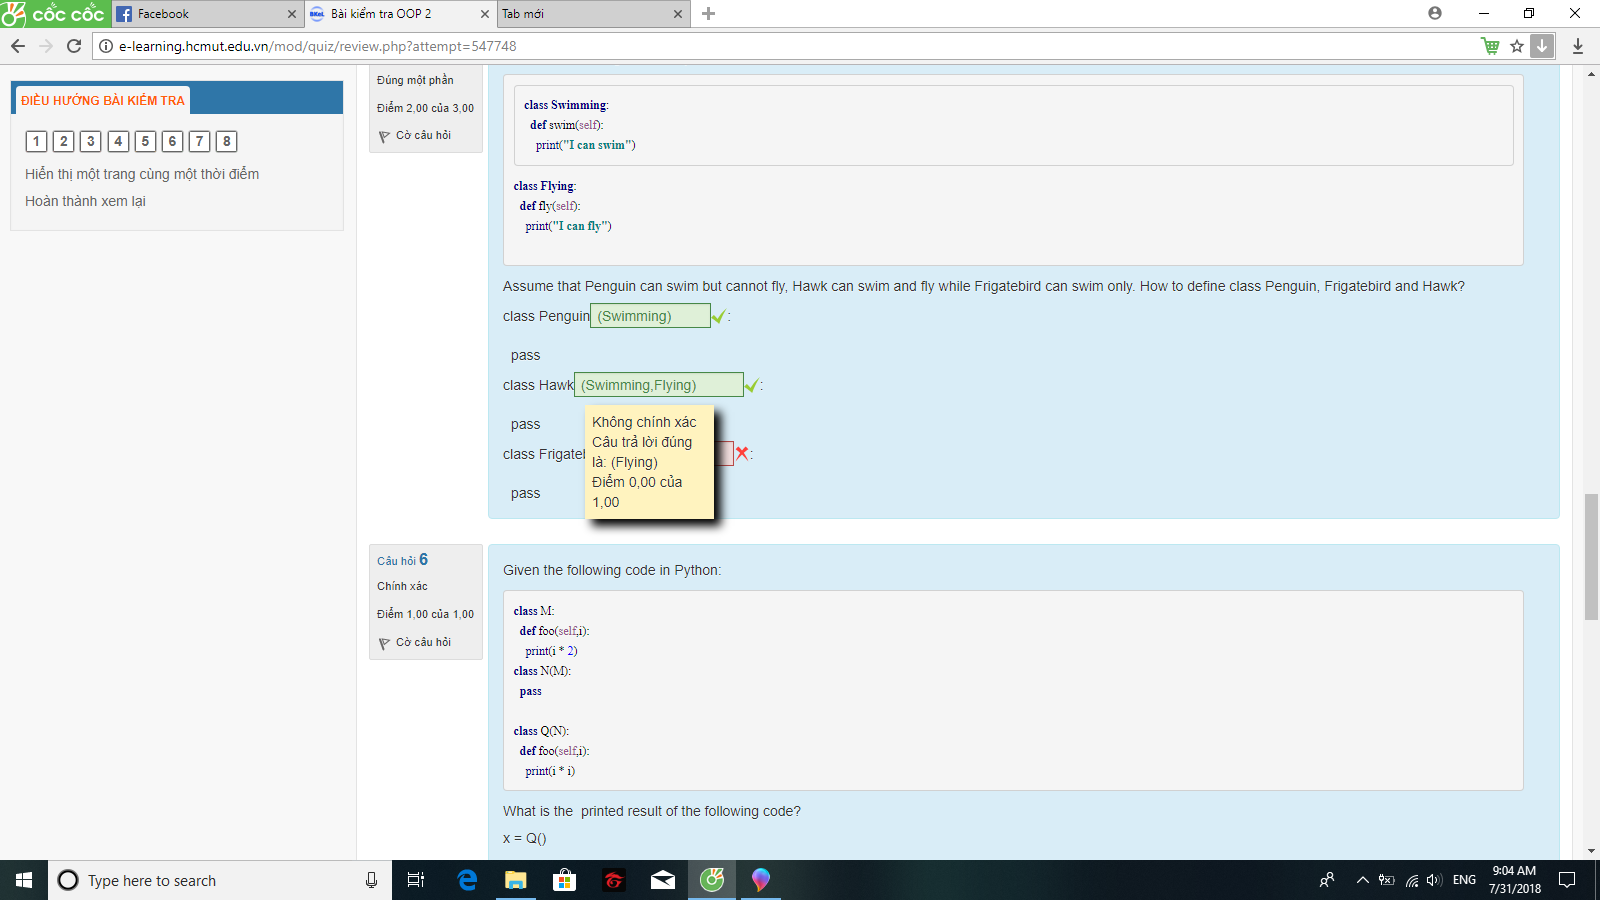 cốc cốc
Facebook
BKeL
Bài kiểm tra OOP 2
Tab mới
e-learning.hcmut.edu.vn/mod/quiz/review.php?attempt=547748
ĐIỀU HƯỚNG BÀI KIỂM TRA
1 2 3 4 5 6 7 8
Hiển thị một trang cùng một thời điểm
Hoàn thành xem lại
Đúng một phần
Điểm 2,00 của 3,00
Cờ câu hỏi
class Swimming:
def swim(self):
print("I can swim")
class Flying:
def fly(self):
print("I can fly")
Assume that Penguin can swim but cannot fly, Hawk can swim and fly while Frigatebird can swim only. How to define class Penguin, Frigatebird and Hawk?
class Penguin (Swimming) :
pass
class Hawk (Swimming,Flying) :
pass
class Frigateb :
pass
Không chính xác
Câu trả lời đúng
là: (Flying)
Điểm 0,00 của
1,00
Câu hỏi 6
Chính xác
Điểm 1,00 của 1,00
Cờ câu hỏi
Given the following code in Python:
class M:
def foo(self,i):
print(i * 2)
class N(M):
pass
class Q(N):
def foo(self,i):
print(i * i)
What is the  printed result of the following code?
x = Q()
Type here to search
ENG
9:04 AM
7/31/2018